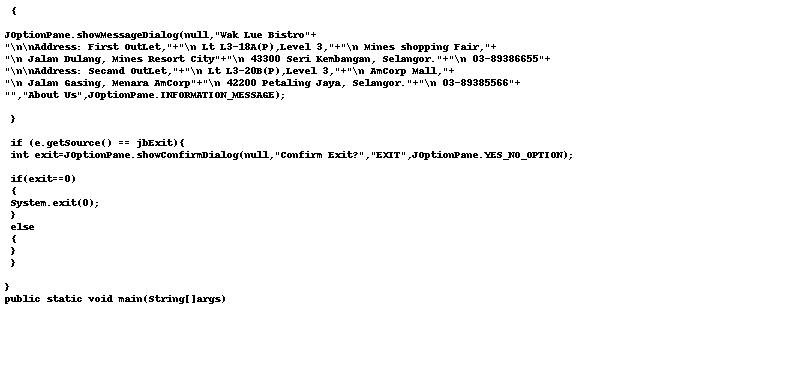 {
JOptionPane.showMessageDialog(null,"Wak Lue Bistro"+
"\n\nAddress: First OutLet,"+"\n Lt L3-18A(P),Level 3,"+"\n Mines shopping Fair,"+
"\n Jalan Dulang, Mines Resort City"+"\n 43300 Seri Kembangan, Selangor."+"\n 03-89386655"+
"\n\nAddress: Secand OutLet,"+"\n Lt L3-20B(P),Level 3,"+"\n AmCorp Mall,"+
"\n Jalan Gasing, Menara AmCorp"+"\n 42200 Petaling Jaya, Selangor."+"\n 03-89385566"+
"","About Us",JOptionPane.INFORMATION_MESSAGE);
}
if (e.getSource() == jbExit){
int exit=JOptionPane.showConfirmDialog(null,"Confirm Exit?","EXIT",JOptionPane.YES_NO_OPTION);
if(exit==0)
{
System.exit(0);
}
else
{
}
}
}
public static void main(String[]args)